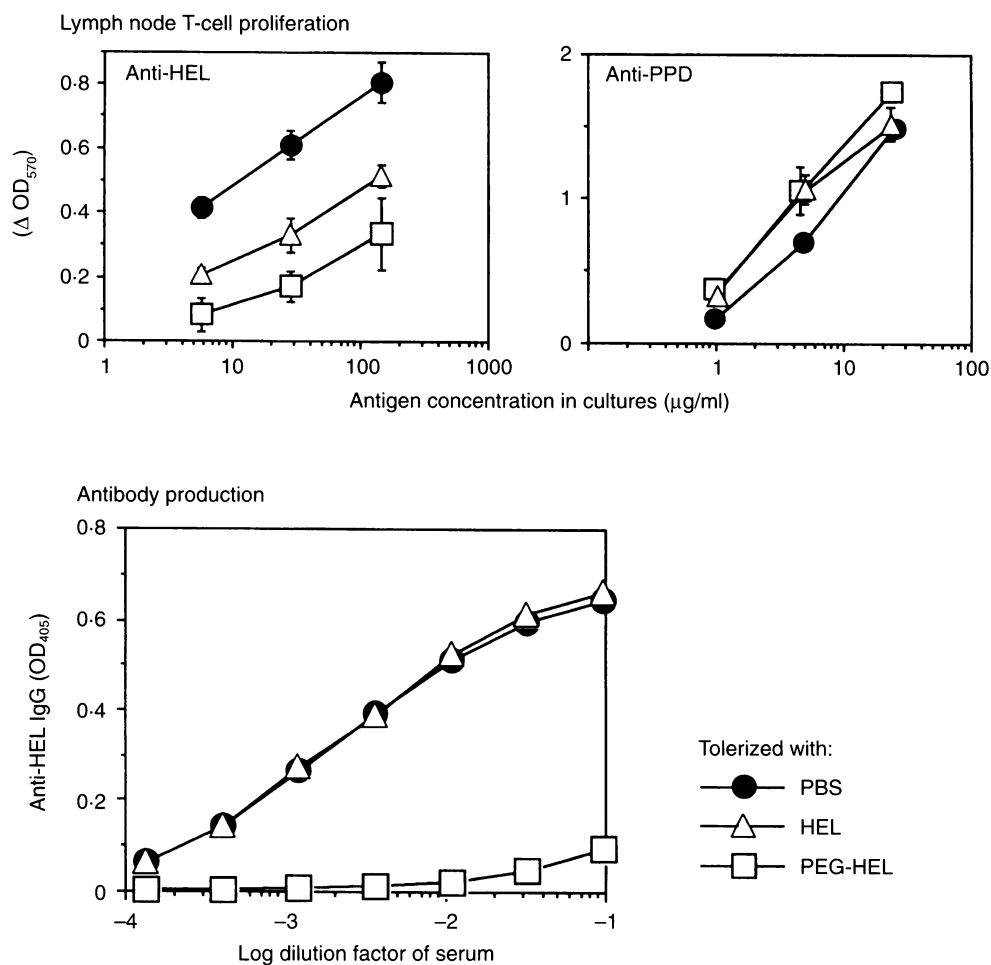 Lymph node T-cell proliferation
Anti-HEL
0·8
0·6
0·4
0·2
0
(Δ OD570)
1
10
100
1000
Anti-PPD
2
1
0
1
10
100
Antigen concentration in cultures (μg/ml)
Antibody production
0·8
0·6
0·4
0·2
0
Anti-HEL IgG (OD405)
–4
–3
–2
–1
Log dilution factor of serum
Tolerized with:
PBS
HEL
PEG-HEL